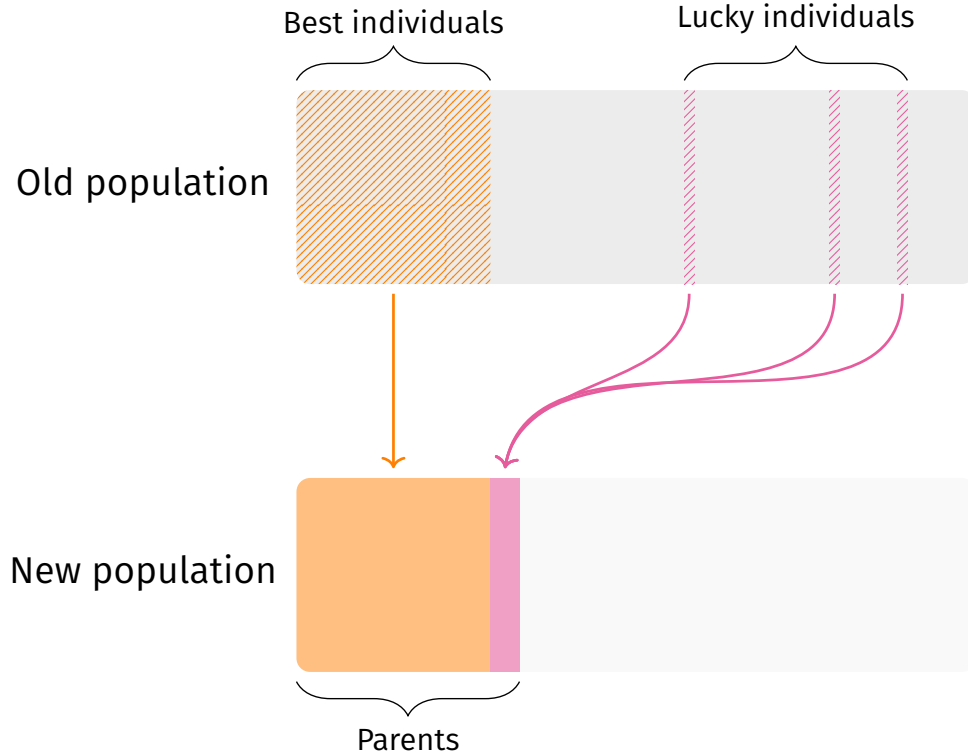 Best individuals
Lucky individuals
Old population
New population
Parents